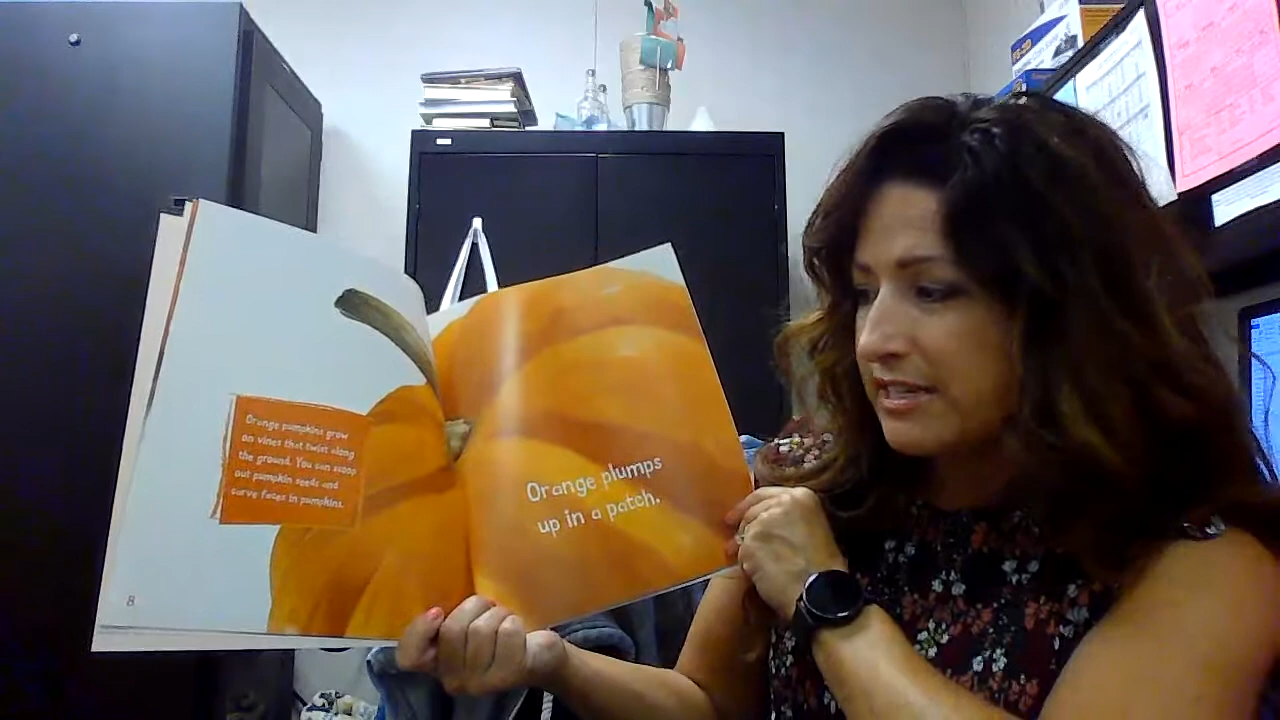 Orange pumpkins grow
on vines that twist along
the ground. You can scoop
out pumpkin seeds and
carve faces in pumpkins.
8
Orange plumps
up in a patch.